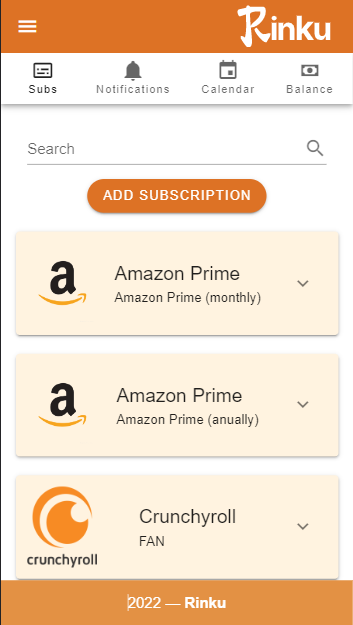 Rinku
Subs Notifications Calendar Balance
Search
ADD SUBSCRIPTION
a
Amazon Prime
Amazon Prime (monthly)
a
Amazon Prime
Amazon Prime (anually)
Crunchyroll
FAN
crunchyroll
2022 — Rinku